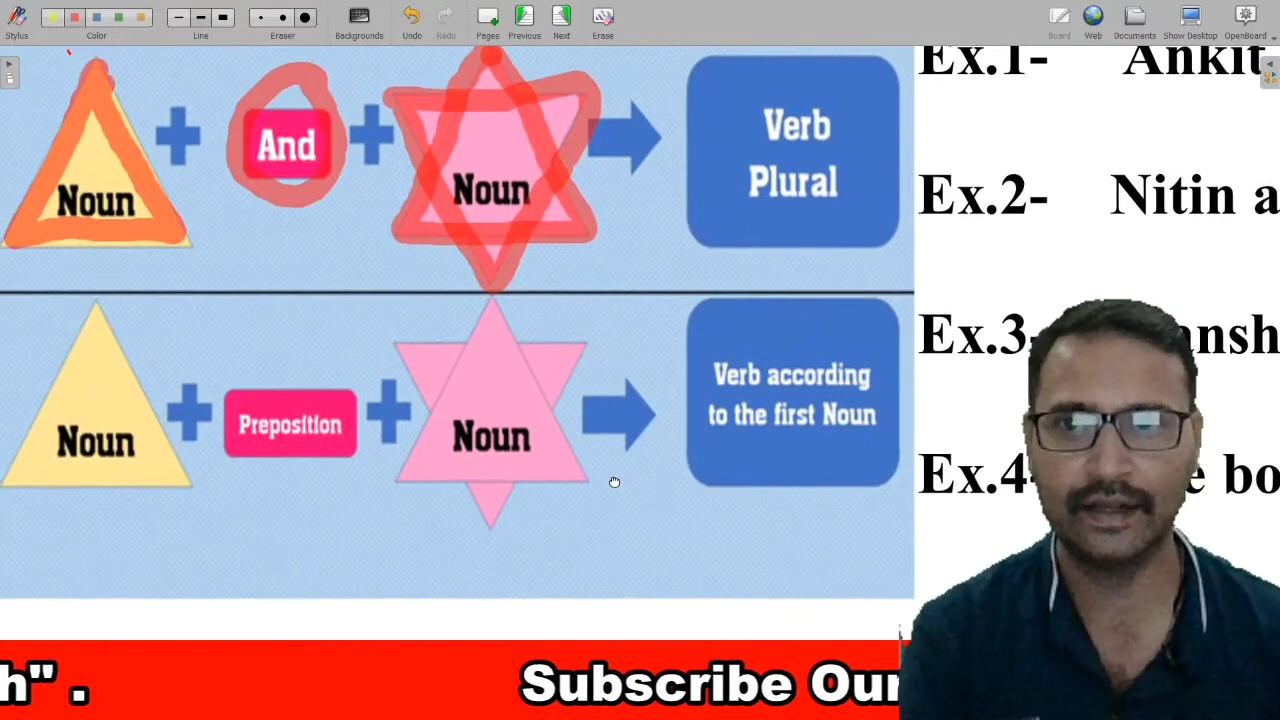 Stylus
Color
Line
Eraser
Backgrounds
Undo
Redo
Pages
Previous
Next
Erase
Board
Web
Documents
Show Desktop
OpenBoard
Noun
And
Noun
Verb
Plural
Noun
Preposition
Noun
Verb according
to the first Noun
Ex.1- Ankit
Ex.2- Nitin a
Ex.3- ansh
Ex.4- e bo
h" .
Subscribe Our